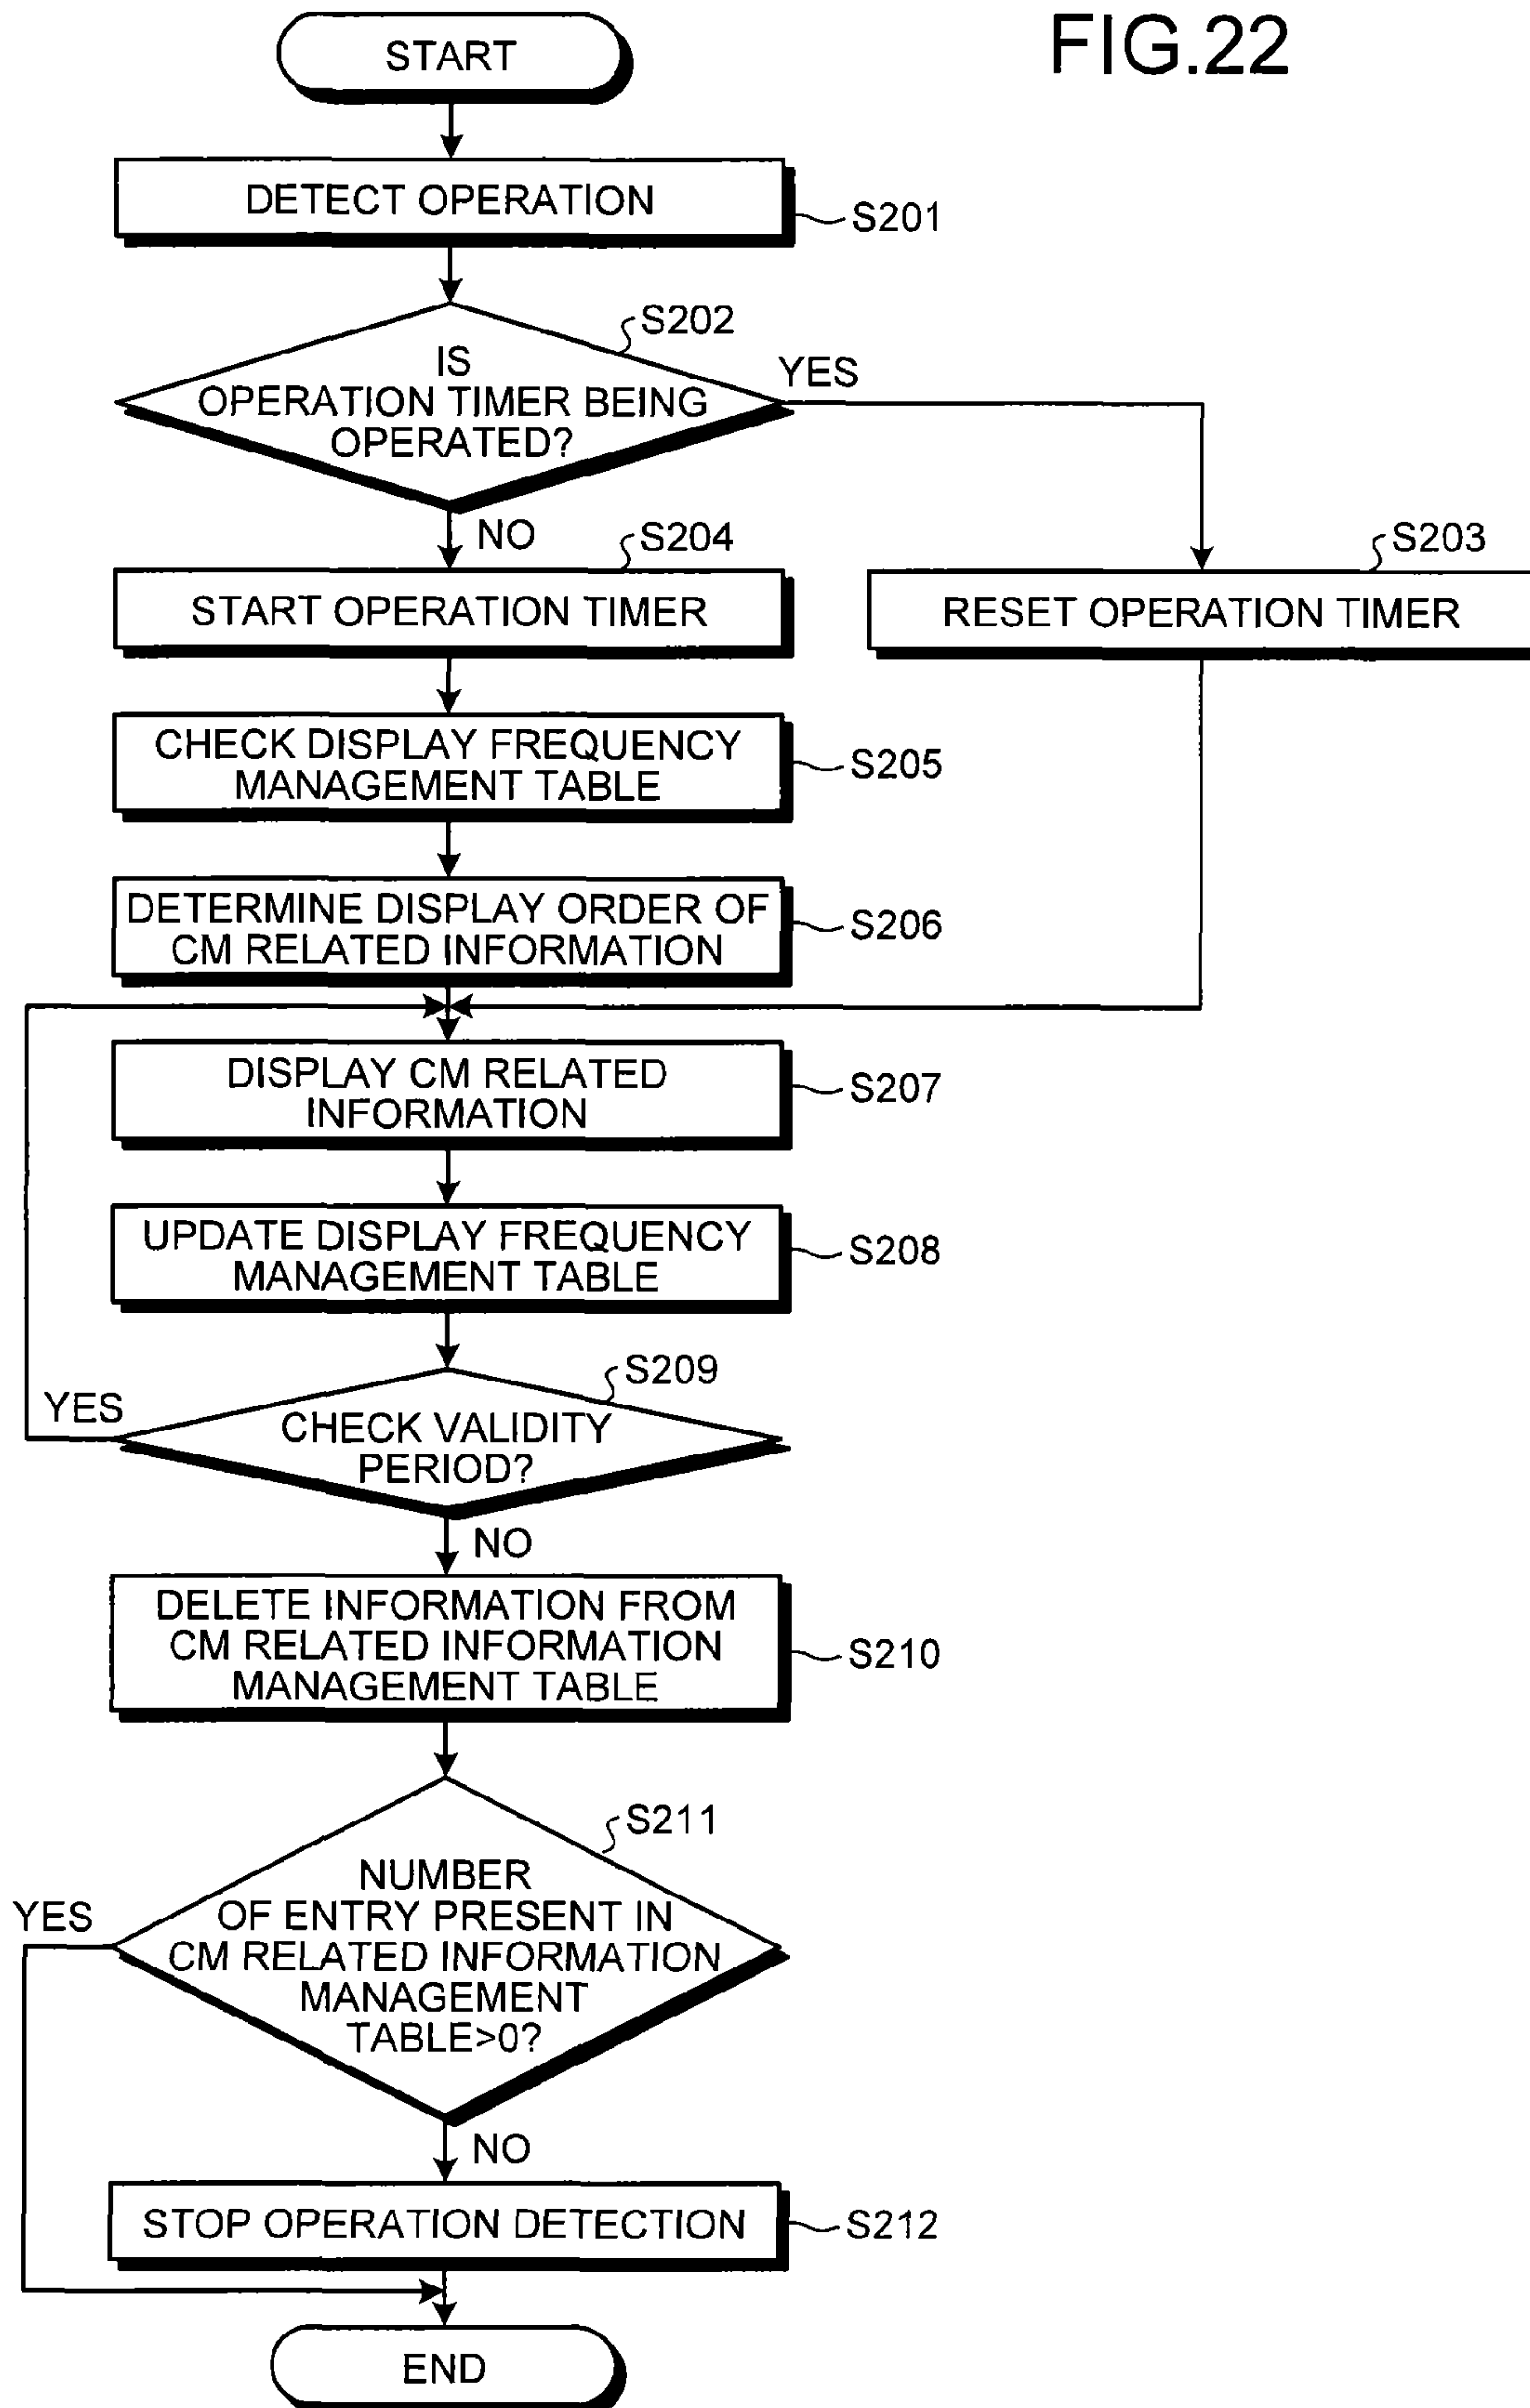 FIG.22
START
DETECT OPERATION
S201
S202
IS
OPERATION TIMER BEING
OPERATED?
YES
NO
S204
START OPERATION TIMER
S203
RESET OPERATION TIMER
CHECK DISPLAY FREQUENCY
MANAGEMENT TABLE
S205
DETERMINE DISPLAY ORDER OF
CM RELATED INFORMATION
S206
DISPLAY CM RELATED
INFORMATION
S207
UPDATE DISPLAY FREQUENCY
MANAGEMENT TABLE
S208
S209
YES
CHECK VALIDITY
PERIOD?
NO
DELETE INFORMATION FROM
CM RELATED INFORMATION
MANAGEMENT TABLE
S210
S211
YES
NUMBER
OF ENTRY PRESENT IN
CM RELATED INFORMATION
MANAGEMENT
TABLE>0?
NO
STOP OPERATION DETECTION
S212
END